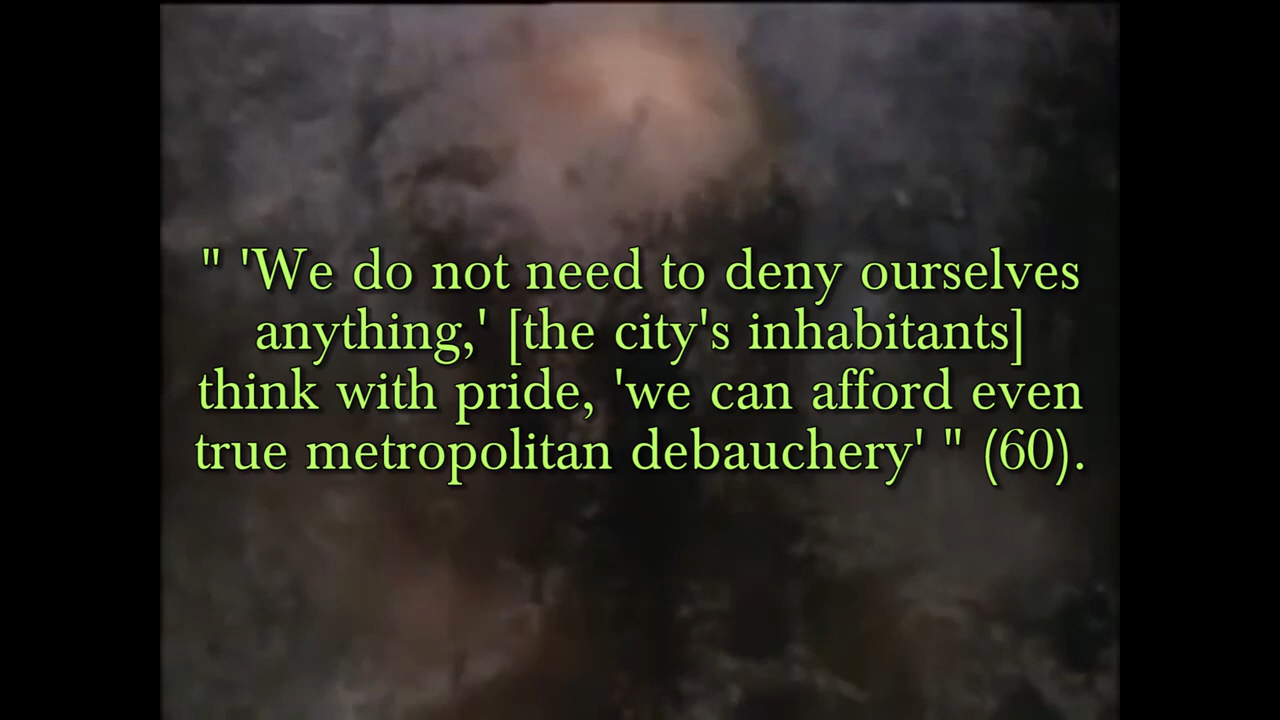 " 'We do not need to deny ourselves
anything,' [the city's inhabitants]
think with pride, 'we can afford even
true metropolitan debauchery' " (60).